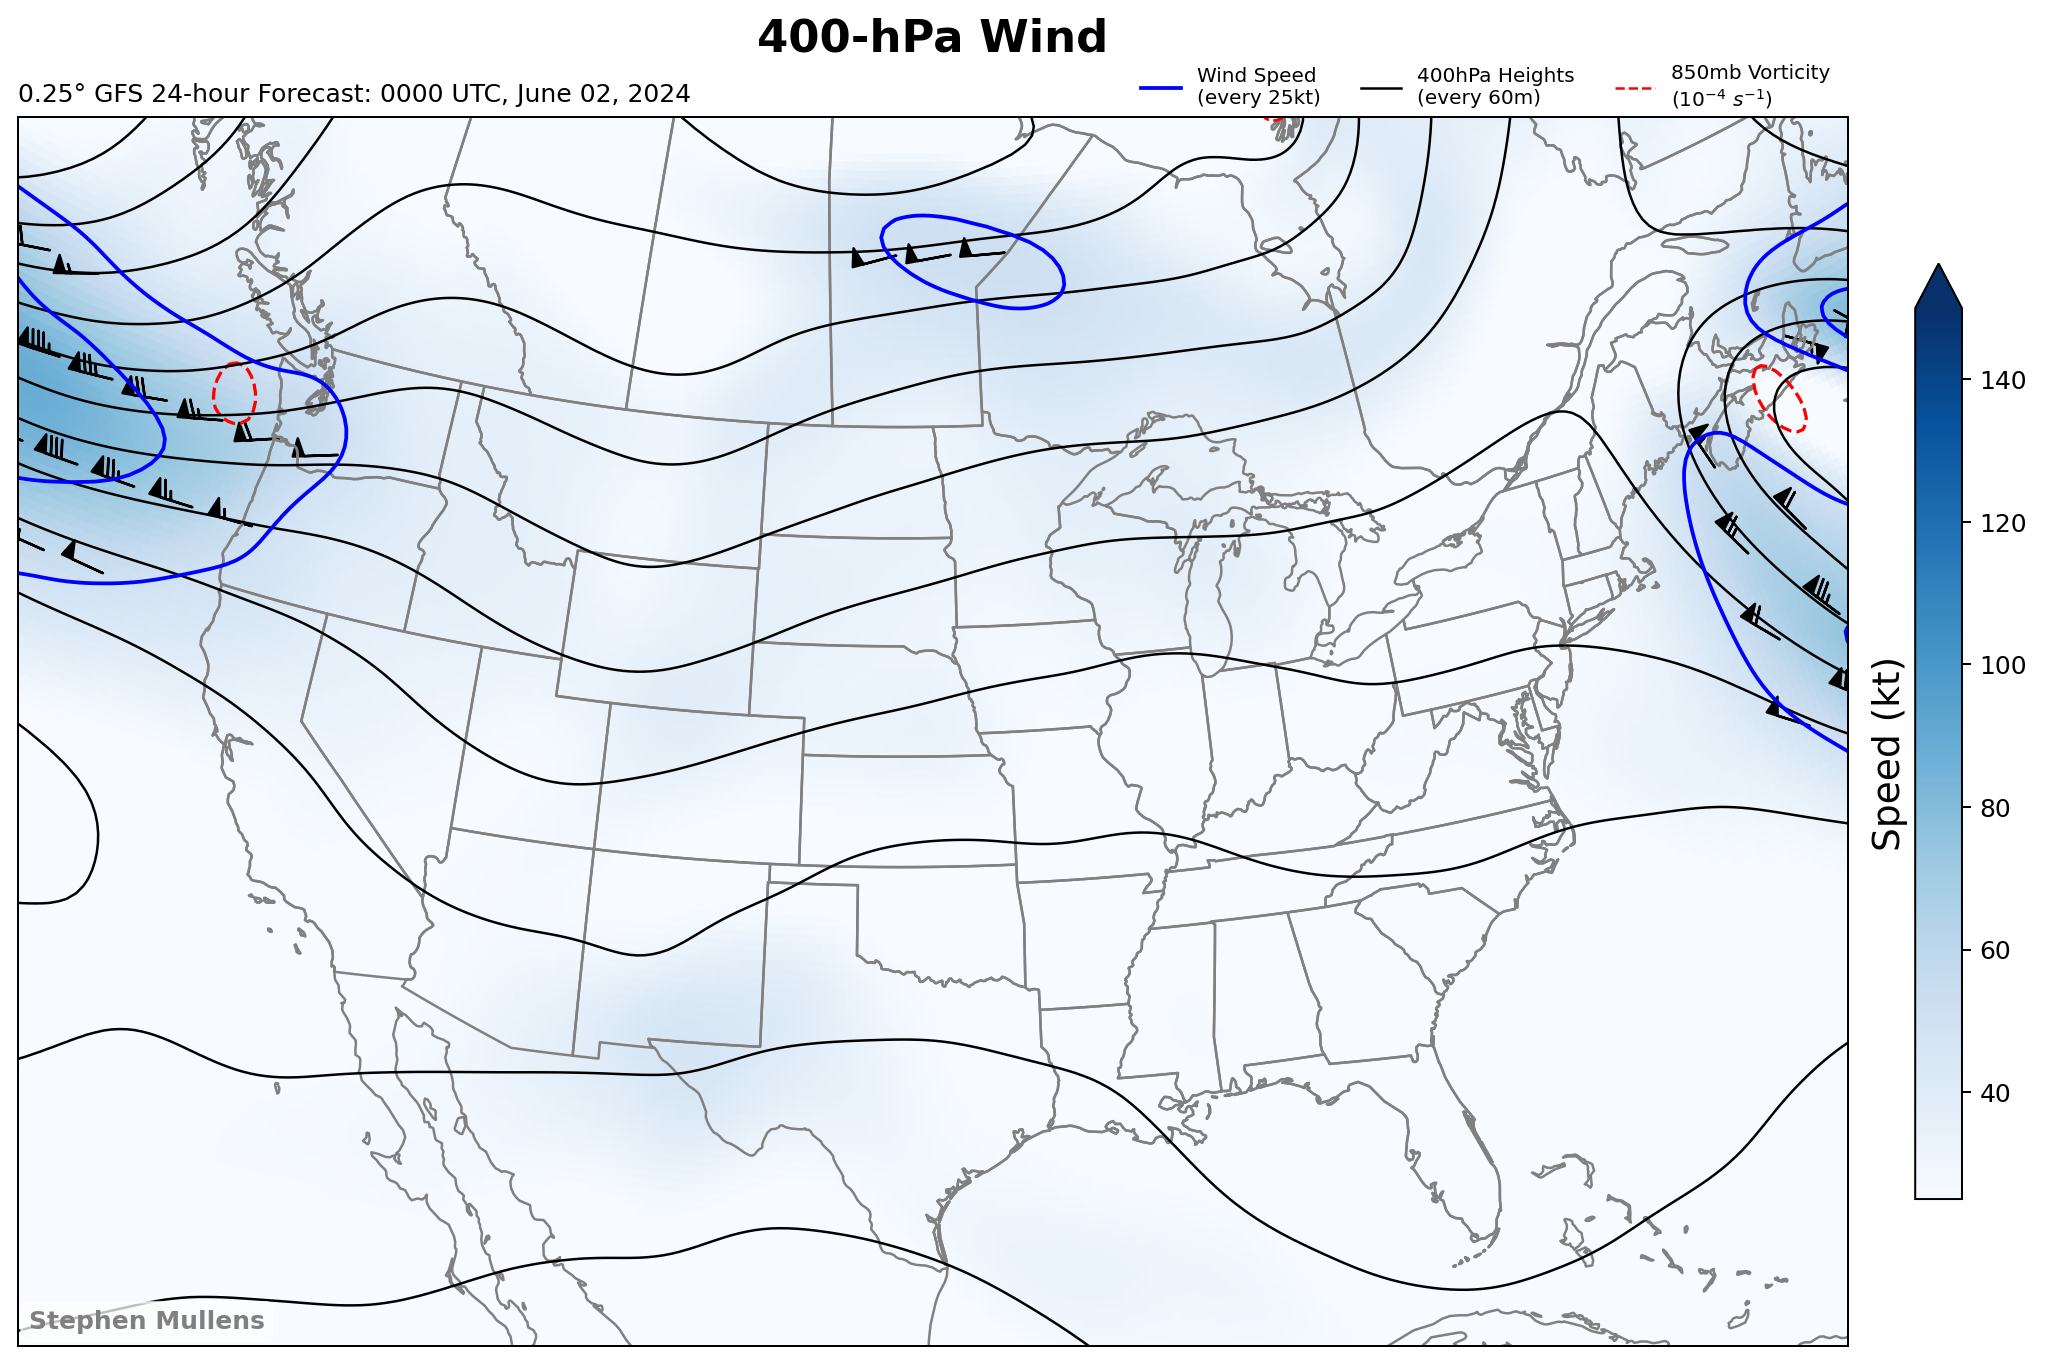 400-hPa Wind
0.25° GFS 24-hour Forecast: 0000 UTC, June 02, 2024
Wind Speed
(every 25kt)
400hPa Heights
(every 60m)
850mb Vorticity
(10⁻⁴ s⁻¹)
140
120
100
80
60
40
Speed (kt)
Stephen Mullens